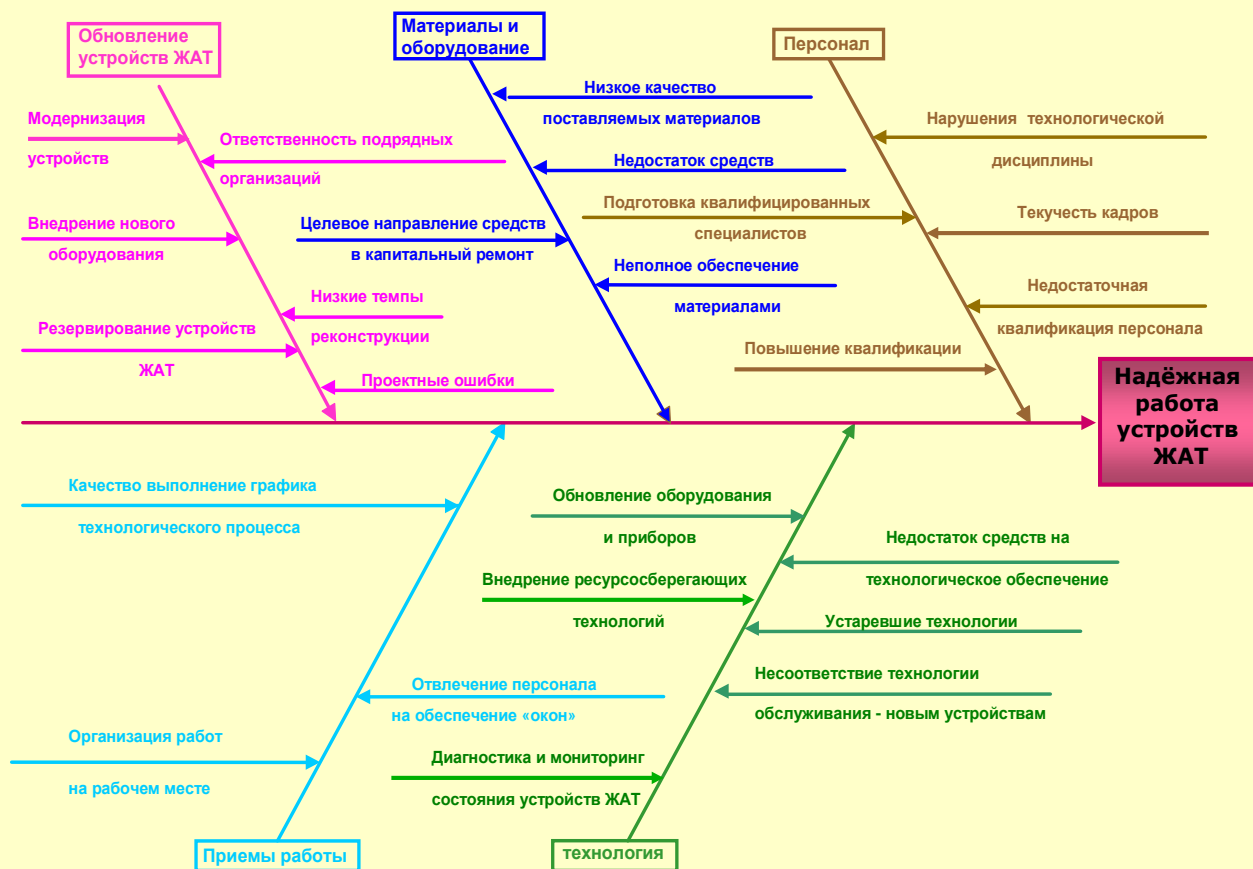 Обновление
устройств ЖАТ
Материалы и
оборудование
Персонал
Модернизация
устройств
Ответственность подрядных
организаций
Внедрение нового
оборудования
Низкие темпы
реконструкции
Резервирование устройств
ЖАТ
Проектные ошибки
Низкое качество
поставляемых материалов
Недостаток средств
Целевое направление средств
в капитальный ремонт
Неполное обеспечение
материалами
Нарушения технологической
дисциплины
Подготовка квалифицированных
специалистов
Текучесть кадров
Недостаточная
квалификация персонала
Повышение квалификации
Надёжная
работа
устройств
ЖАТ
Качество выполнение графика
технологического процесса
Отвлечение персонала
на обеспечение «окон»
Организация работ
на рабочем месте
Приемы работы
Обновление оборудования
и приборов
Недостаток средств на
технологическое обеспечение
Внедрение ресурсосберегающих
технологий
Устаревшие технологии
Несоответствие технологии
обслуживания - новым устройствам
Диагностика и мониторинг
состояния устройств ЖАТ
технология